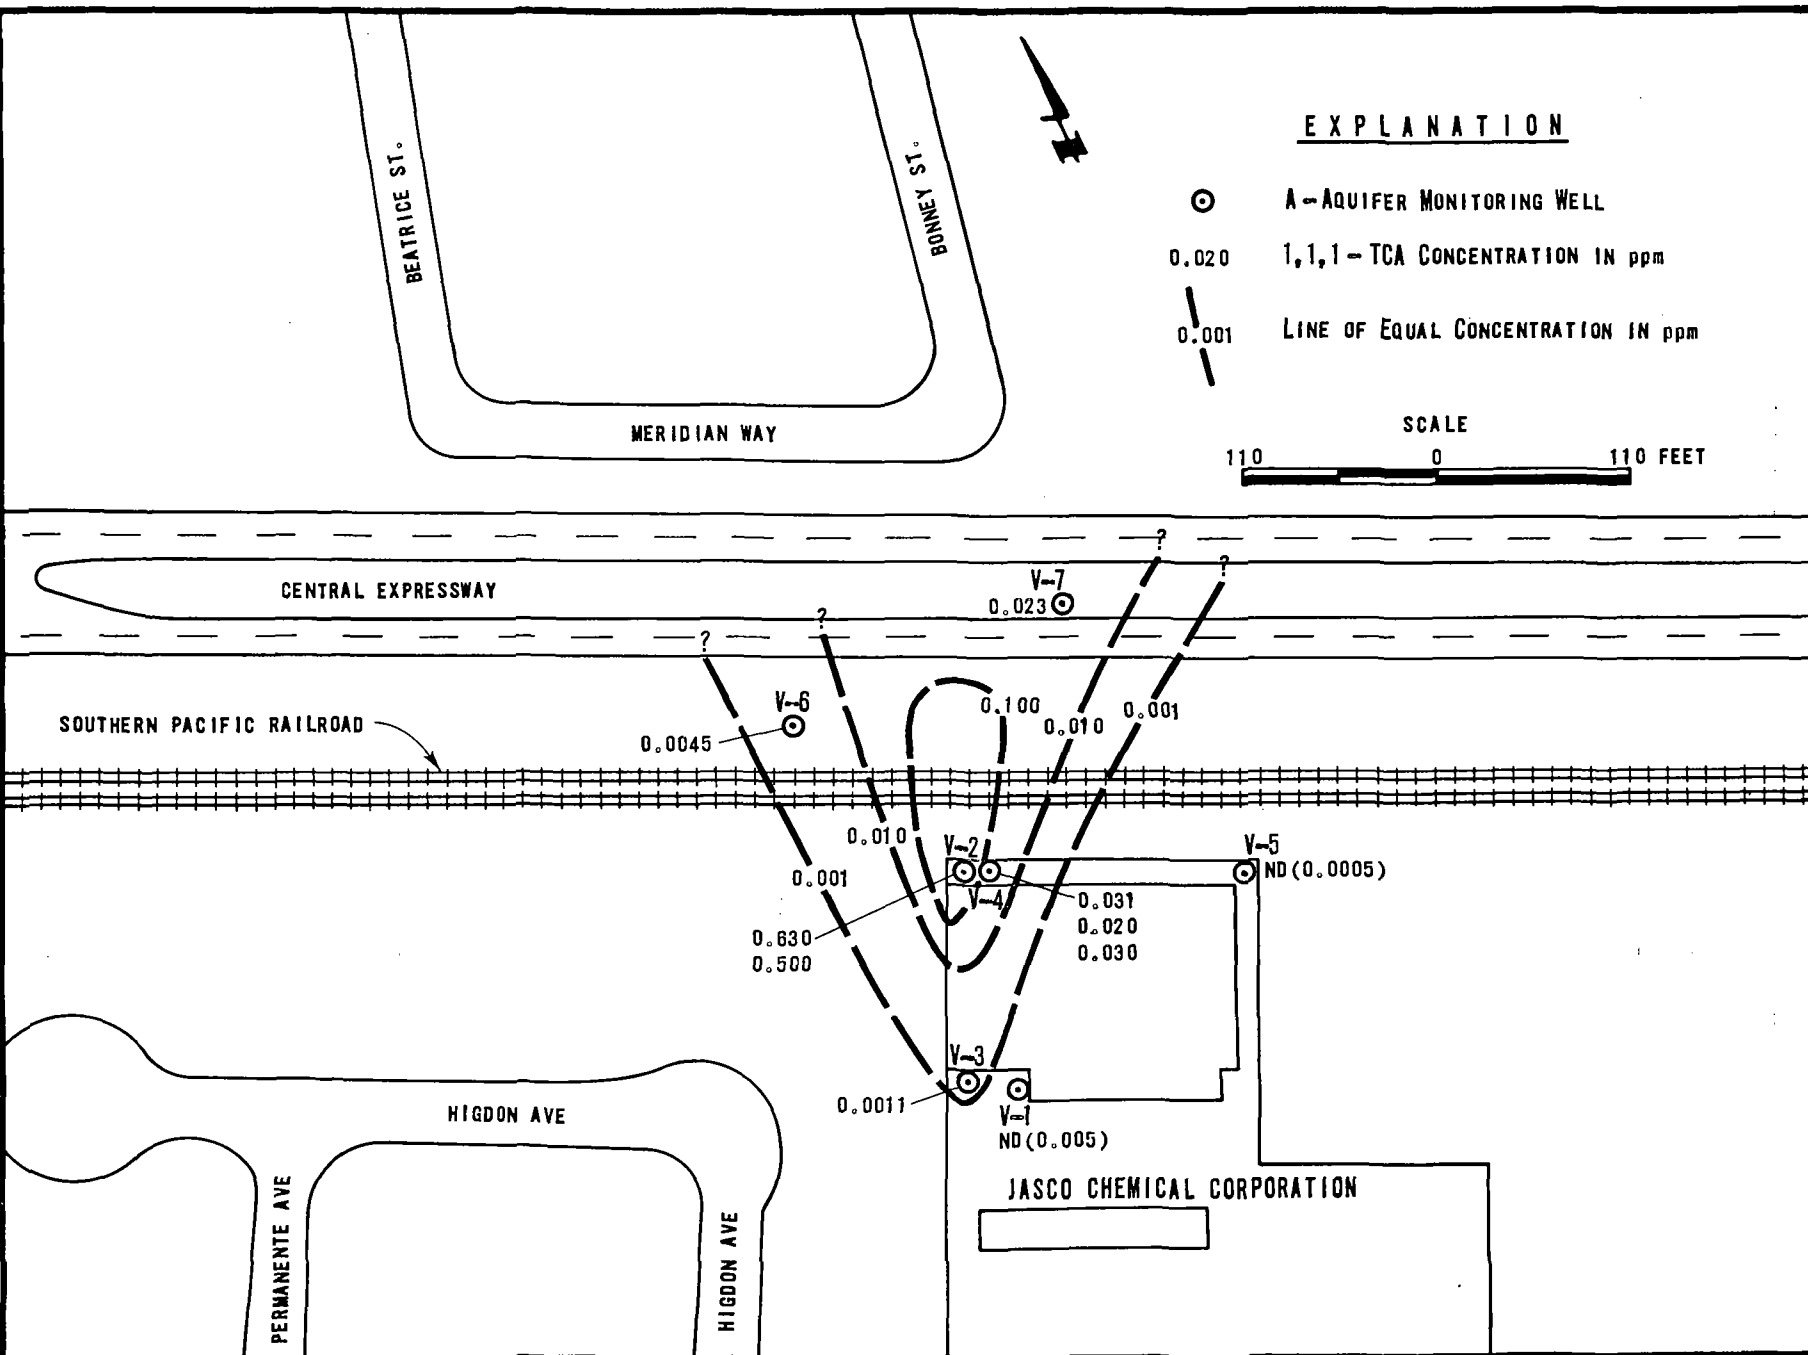 EXPLANATION
A-AQUIFER MONITORING WELL
0.020 1,1,1-TCA CONCENTRATION IN ppm
0.001 LINE OF EQUAL CONCENTRATION IN ppm
SCALE
110 0 110 FEET
BEATRICE ST.
BONNEY ST.
MERIDIAN WAY
CENTRAL EXPRESSWAY
V-7
0.023
?
?
?
?
V-6
0.0045
SOUTHERN PACIFIC RAILROAD
0.100
0.010
0.001
0.010
0.001
V-2
V-4
V-5
ND(0.0005)
0.031
0.020
0.030
0.630
0.500
V-3
0.0011
V-1
ND(0.005)
HIGDON AVE
PERMANENTE AVE
HIGDON AVE
JASCO CHEMICAL CORPORATION